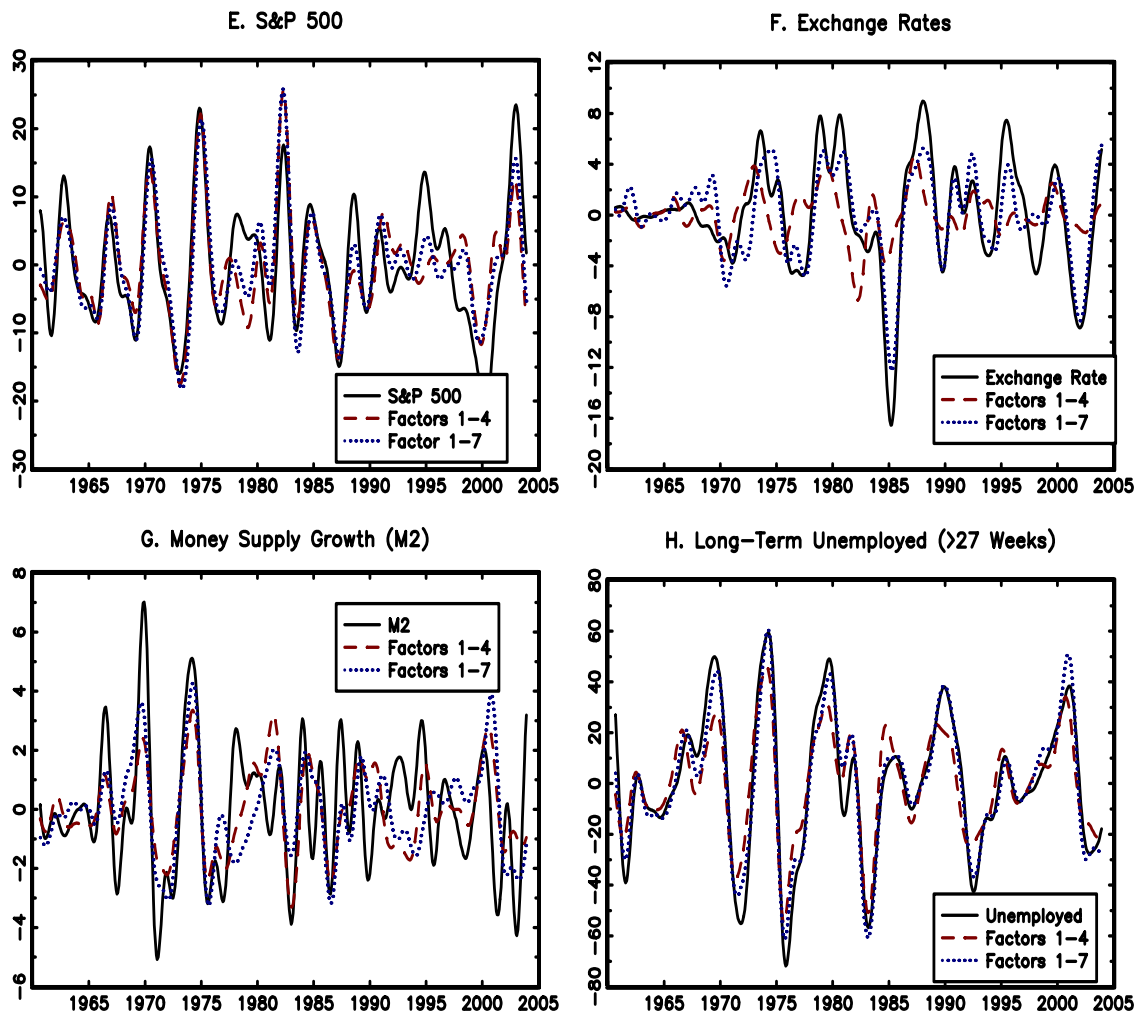 E. S&P 500
30
20
10
0
−10
−20
−30
1965 1970 1975 1980 1985 1990 1995 2000 2005
S&P 500
Factors 1−4
Factor 1−7
F. Exchange Rates
12
8
4
0
−4
−8
−12
−16
−20
1965 1970 1975 1980 1985 1990 1995 2000 2005
Exchange Rate
Factors 1−4
Factors 1−7
G. Money Supply Growth (M2)
8
6
4
2
0
−2
−4
−6
1965 1970 1975 1980 1985 1990 1995 2000 2005
M2
Factors 1−4
Factors 1−7
H. Long−Term Unemployed (>27 Weeks)
80
60
40
20
0
−20
−40
−60
−80
1965 1970 1975 1980 1985 1990 1995 2000 2005
Unemployed
Factors 1−4
Factors 1−7